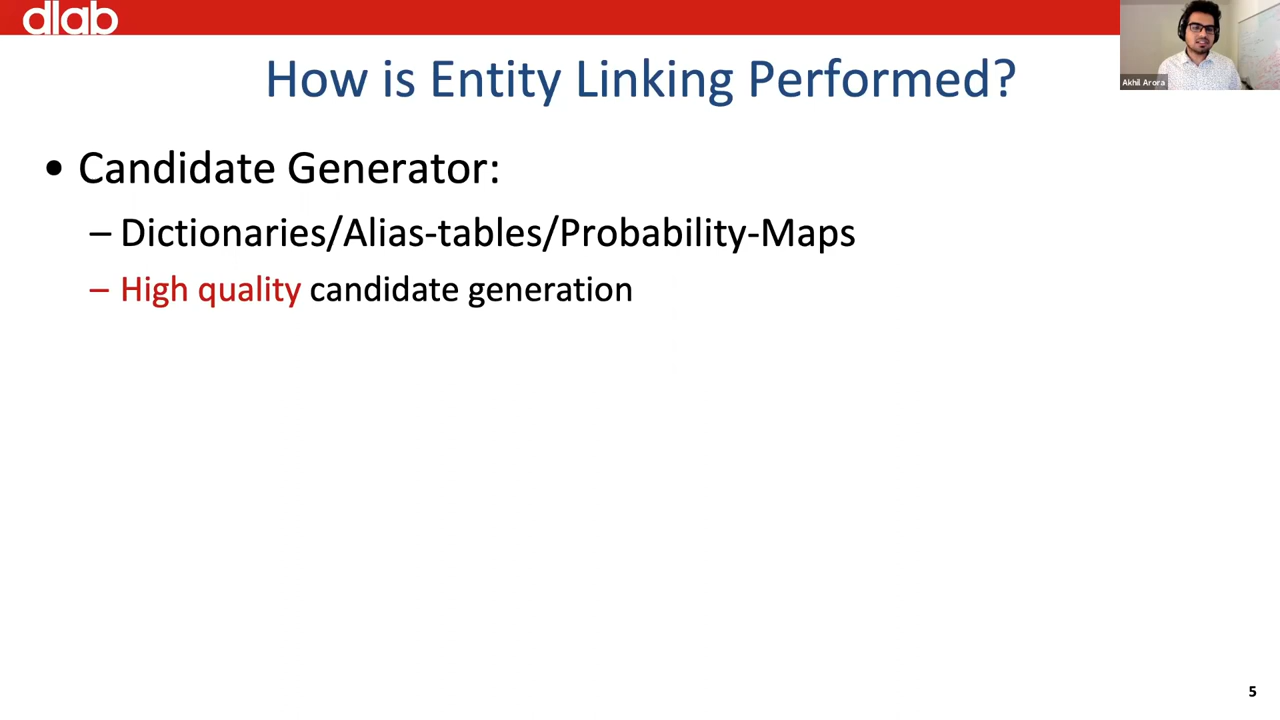 dlab
How is Entity Linking Performed?
Akhil Arora
• Candidate Generator:
– Dictionaries/Alias-tables/Probability-Maps
– High quality candidate generation
5